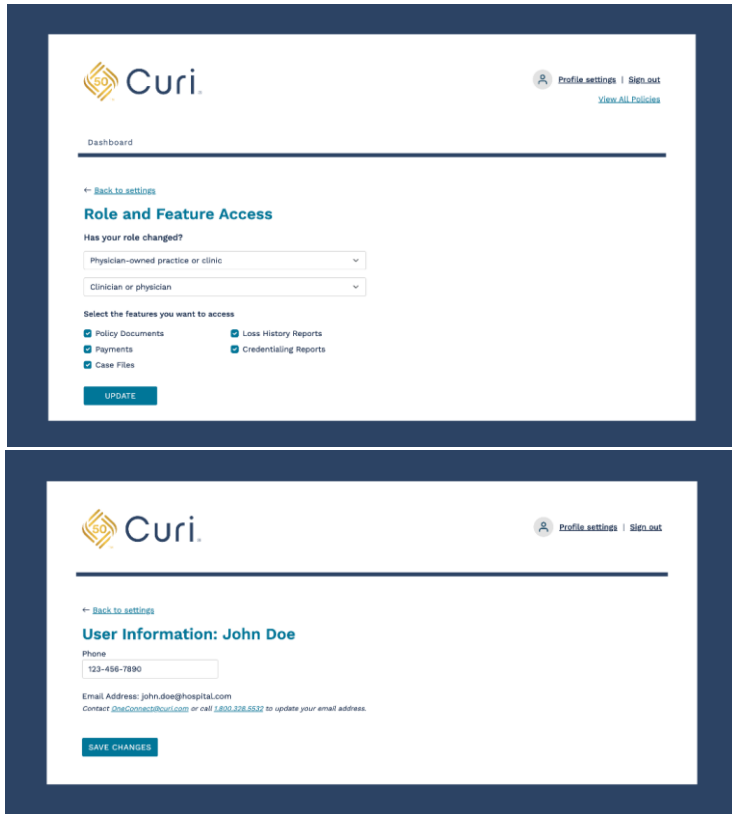 50 Curi.
Profile settings | Sign out
View All Policies
Dashboard
← Back to settings
Role and Feature Access
Has your role changed?
Physician-owned practice or clinic
Clinician or physician
Select the features you want to access
Policy Documents Loss History Reports
Payments Credentialing Reports
Case Files
UPDATE
50 Curi.
Profile settings | Sign out
← Back to settings
User Information: John Doe
Phone
123-456-7890
Email Address: john.doe@hospital.com
Contact OneConnect@curi.com or call 1.800.328.5532 to update your email address.
SAVE CHANGES